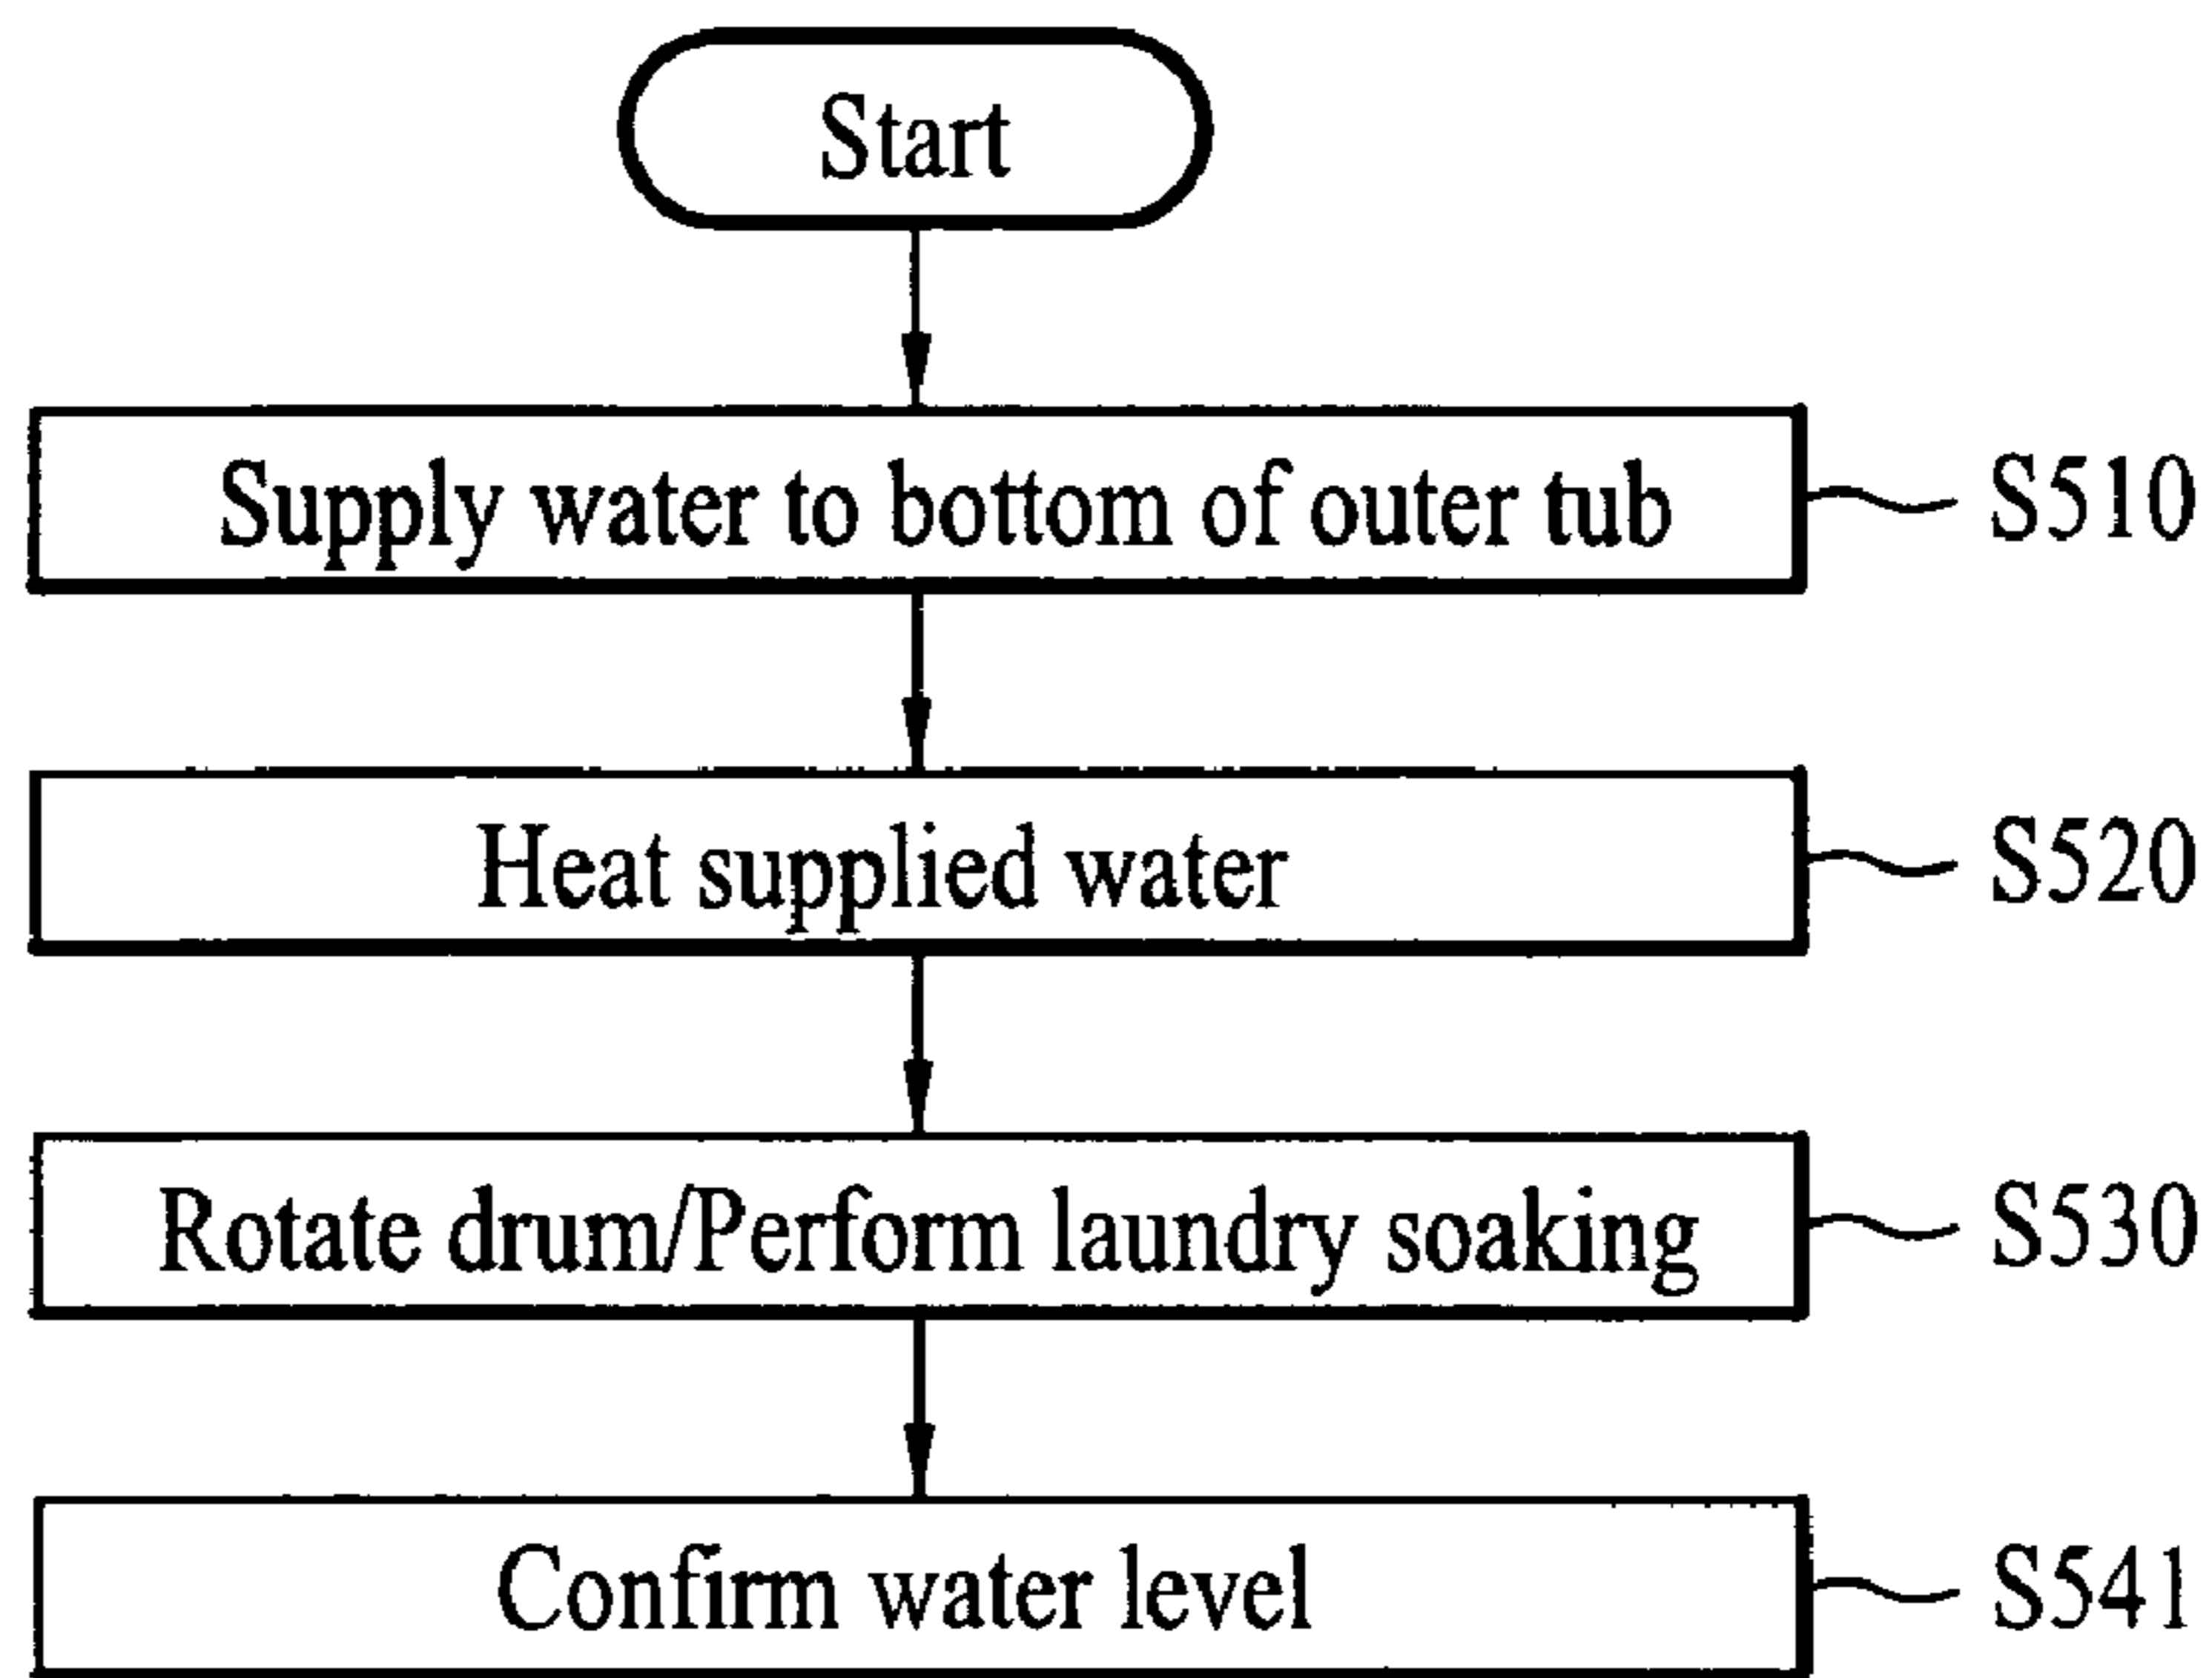 Start
Supply water to bottom of outer tub S510
Heat supplied water S520
Rotate drum/Perform laundry soaking S530
Confirm water level S541